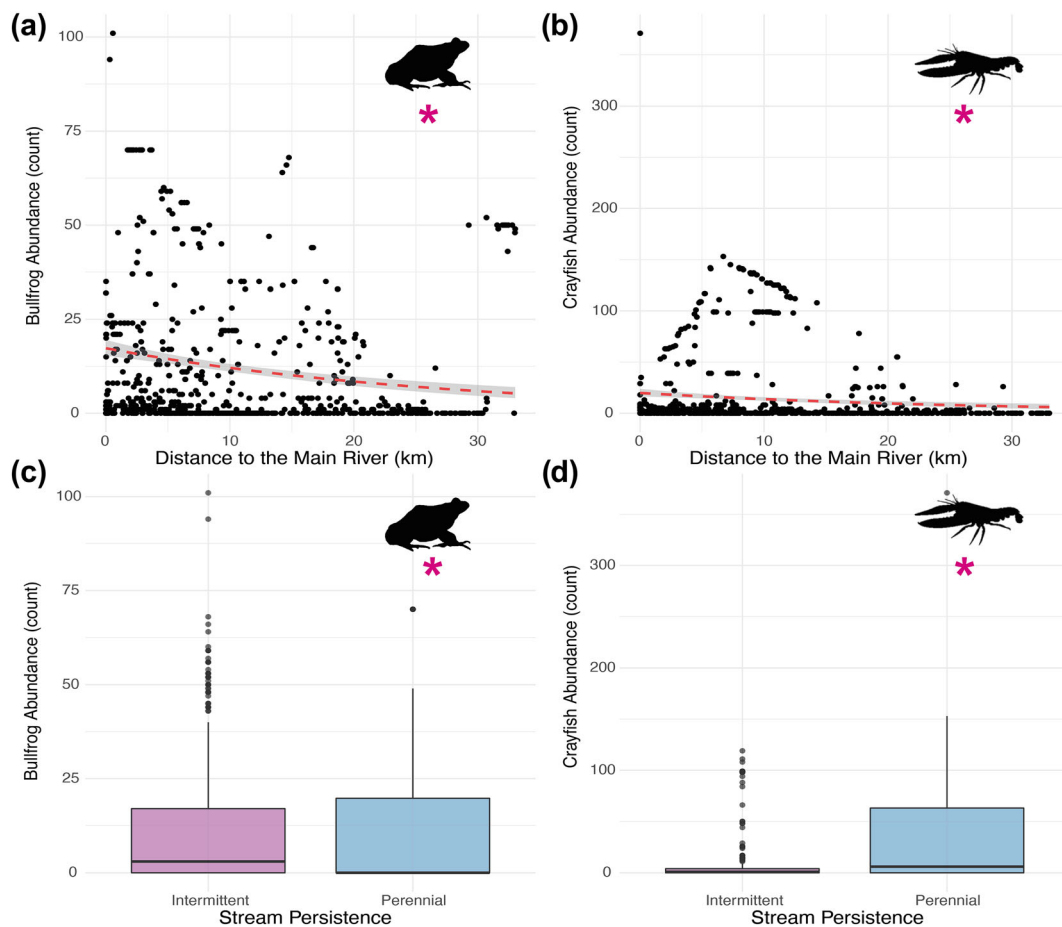 (a)
100
75
50
25
0
Bullfrog Abundance (count)
*
0 10 20 30
Distance to the Main River (km)
(b)
300
200
100
0
Crayfish Abundance (count)
*
0 10 20 30
Distance to the Main River (km)
(c)
100
75
50
25
0
Bullfrog Abundance (count)
*
Intermittent Perennial
Stream Persistence
(d)
300
200
100
0
Crayfish Abundance (count)
*
Intermittent Perennial
Stream Persistence